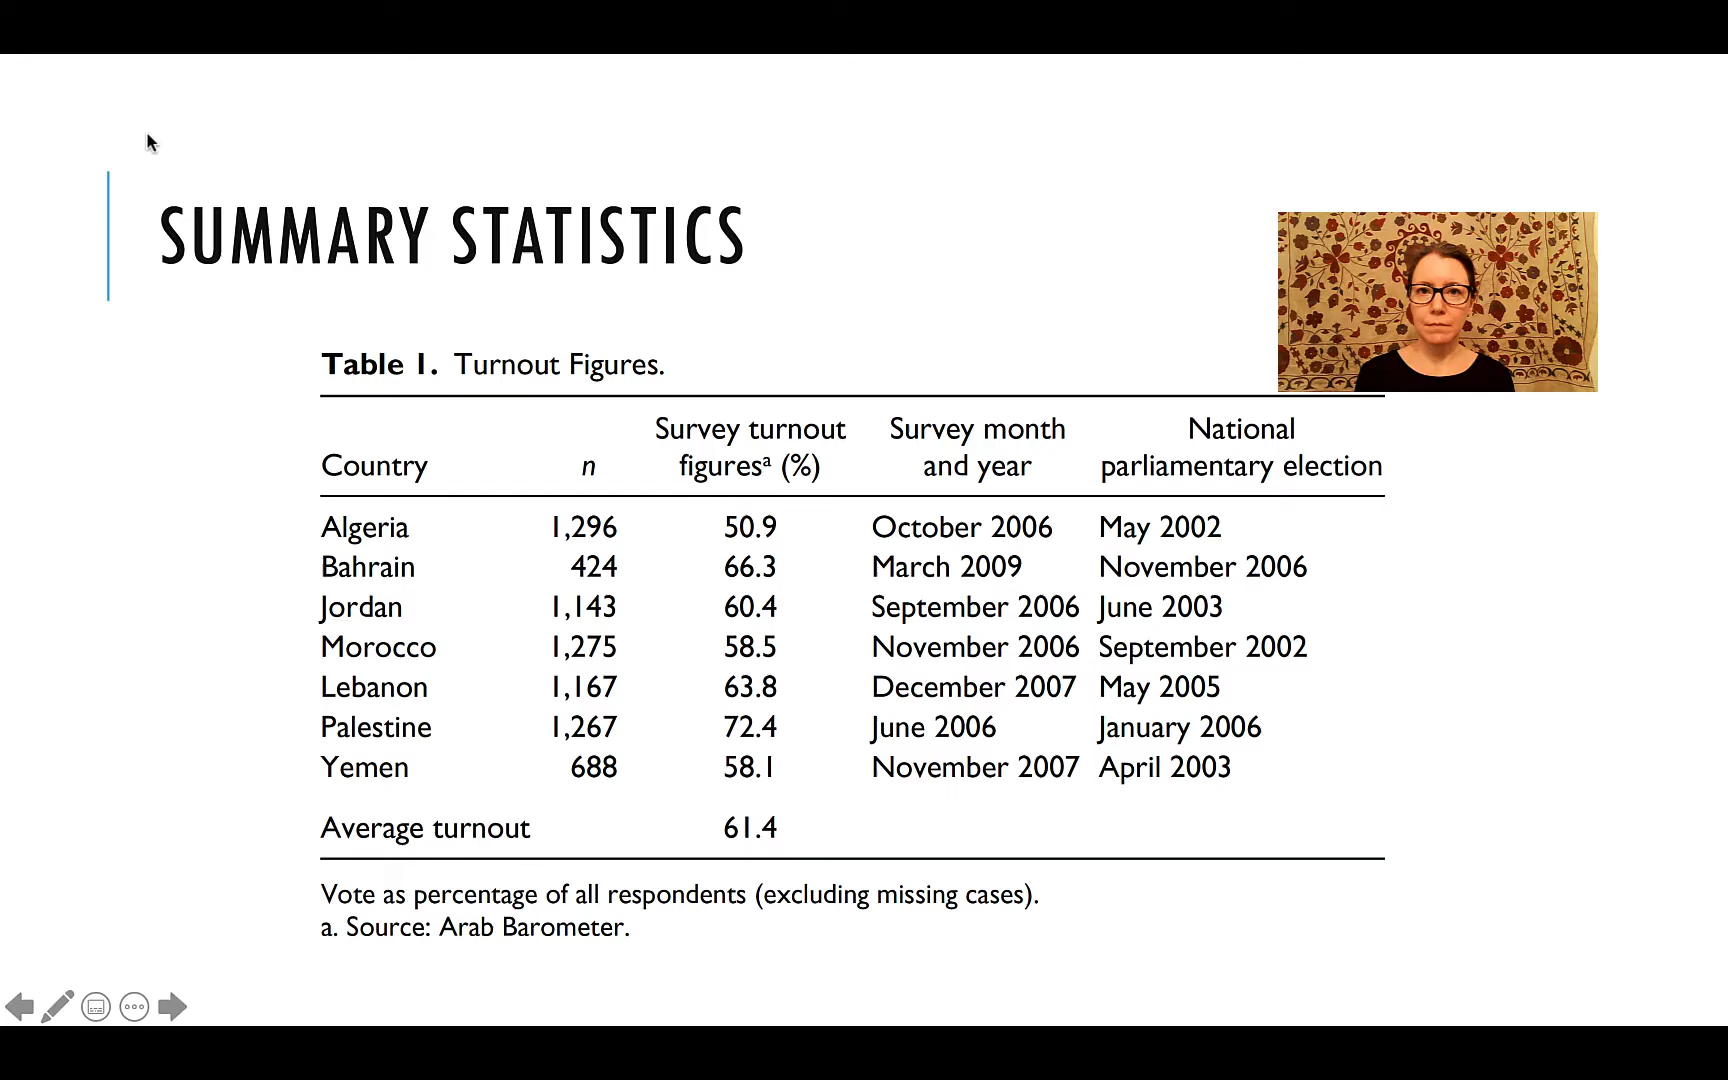 SUMMARY STATISTICS
Table 1. Turnout Figures.
Country n Survey turnout figuresᵃ (%) Survey month and year National parliamentary election
Algeria 1,296 50.9 October 2006 May 2002
Bahrain 424 66.3 March 2009 November 2006
Jordan 1,143 60.4 September 2006 June 2003
Morocco 1,275 58.5 November 2006 September 2002
Lebanon 1,167 63.8 December 2007 May 2005
Palestine 1,267 72.4 June 2006 January 2006
Yemen 688 58.1 November 2007 April 2003
Average turnout 61.4
Vote as percentage of all respondents (excluding missing cases).
a. Source: Arab Barometer.